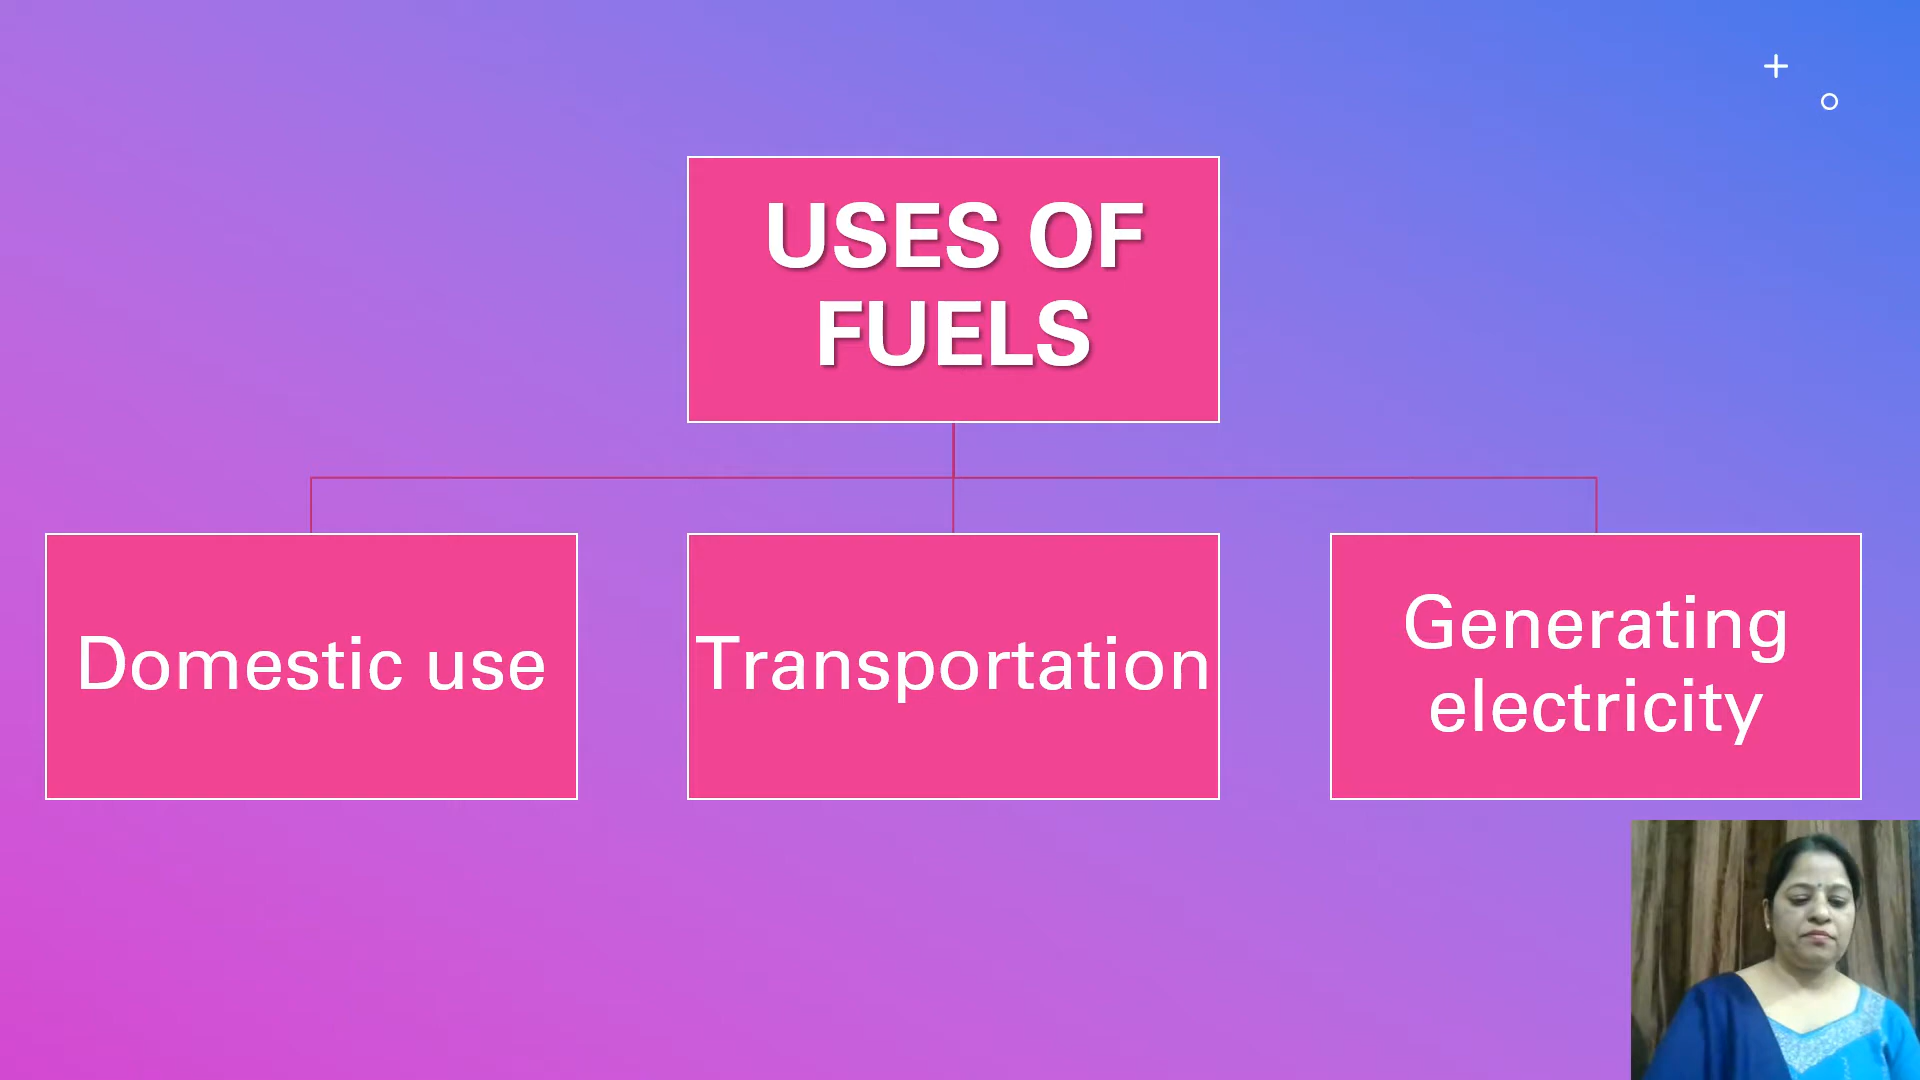 USES OF
FUELS
Domestic use
Transportation
Generating
electricity